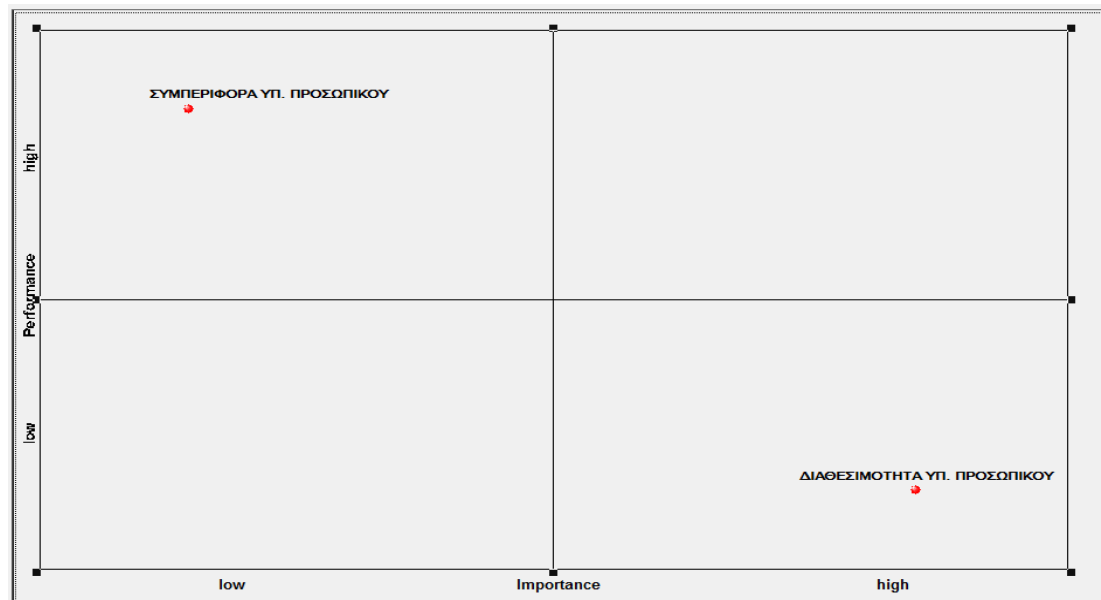 ΣΥΜΠΕΡΙΦΟΡΑ ΥΠ. ΠΡΟΣΩΠΙΚΟΥ
high
Performance
low
ΔΙΑΘΕΣΙΜΟΤΗΤΑ ΥΠ. ΠΡΟΣΩΠΙΚΟΥ
low
Importance
high